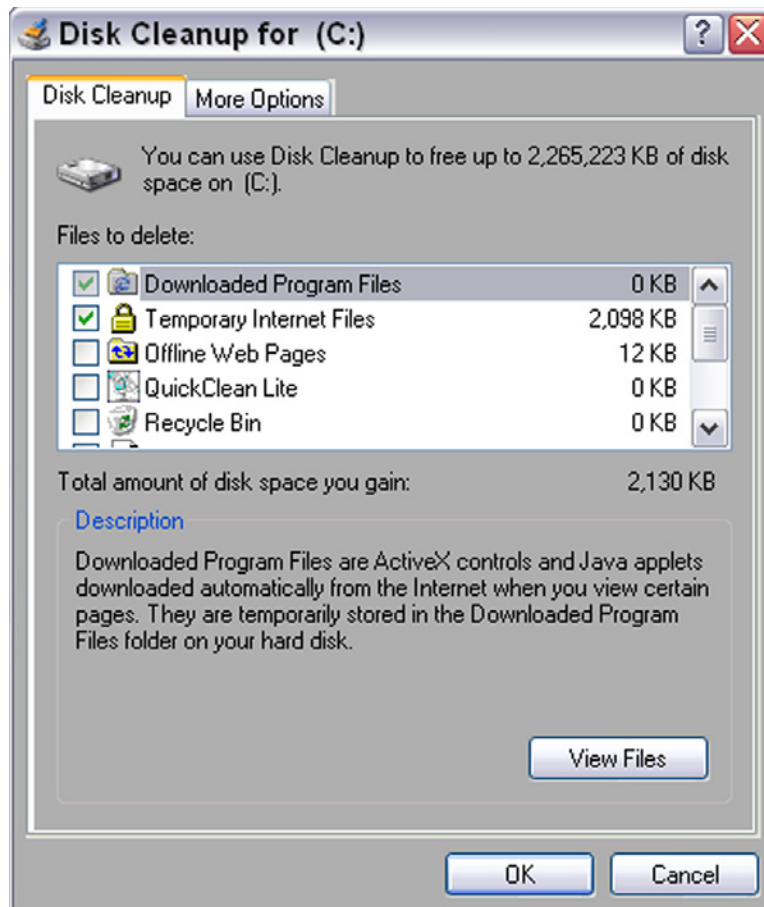 Disk Cleanup for (C:)
Disk Cleanup
More Options
You can use Disk Cleanup to free up to 2,265,223 KB of disk
space on (C:).
Files to delete:
Downloaded Program Files 0 KB
Temporary Internet Files 2,098 KB
Offline Web Pages 12 KB
QuickClean Lite 0 KB
Recycle Bin 0 KB
Total amount of disk space you gain: 2,130 KB
Description
Downloaded Program Files are ActiveX controls and Java applets
downloaded automatically from the Internet when you view certain
pages. They are temporarily stored in the Downloaded Program
Files folder on your hard disk.
View Files
OK
Cancel